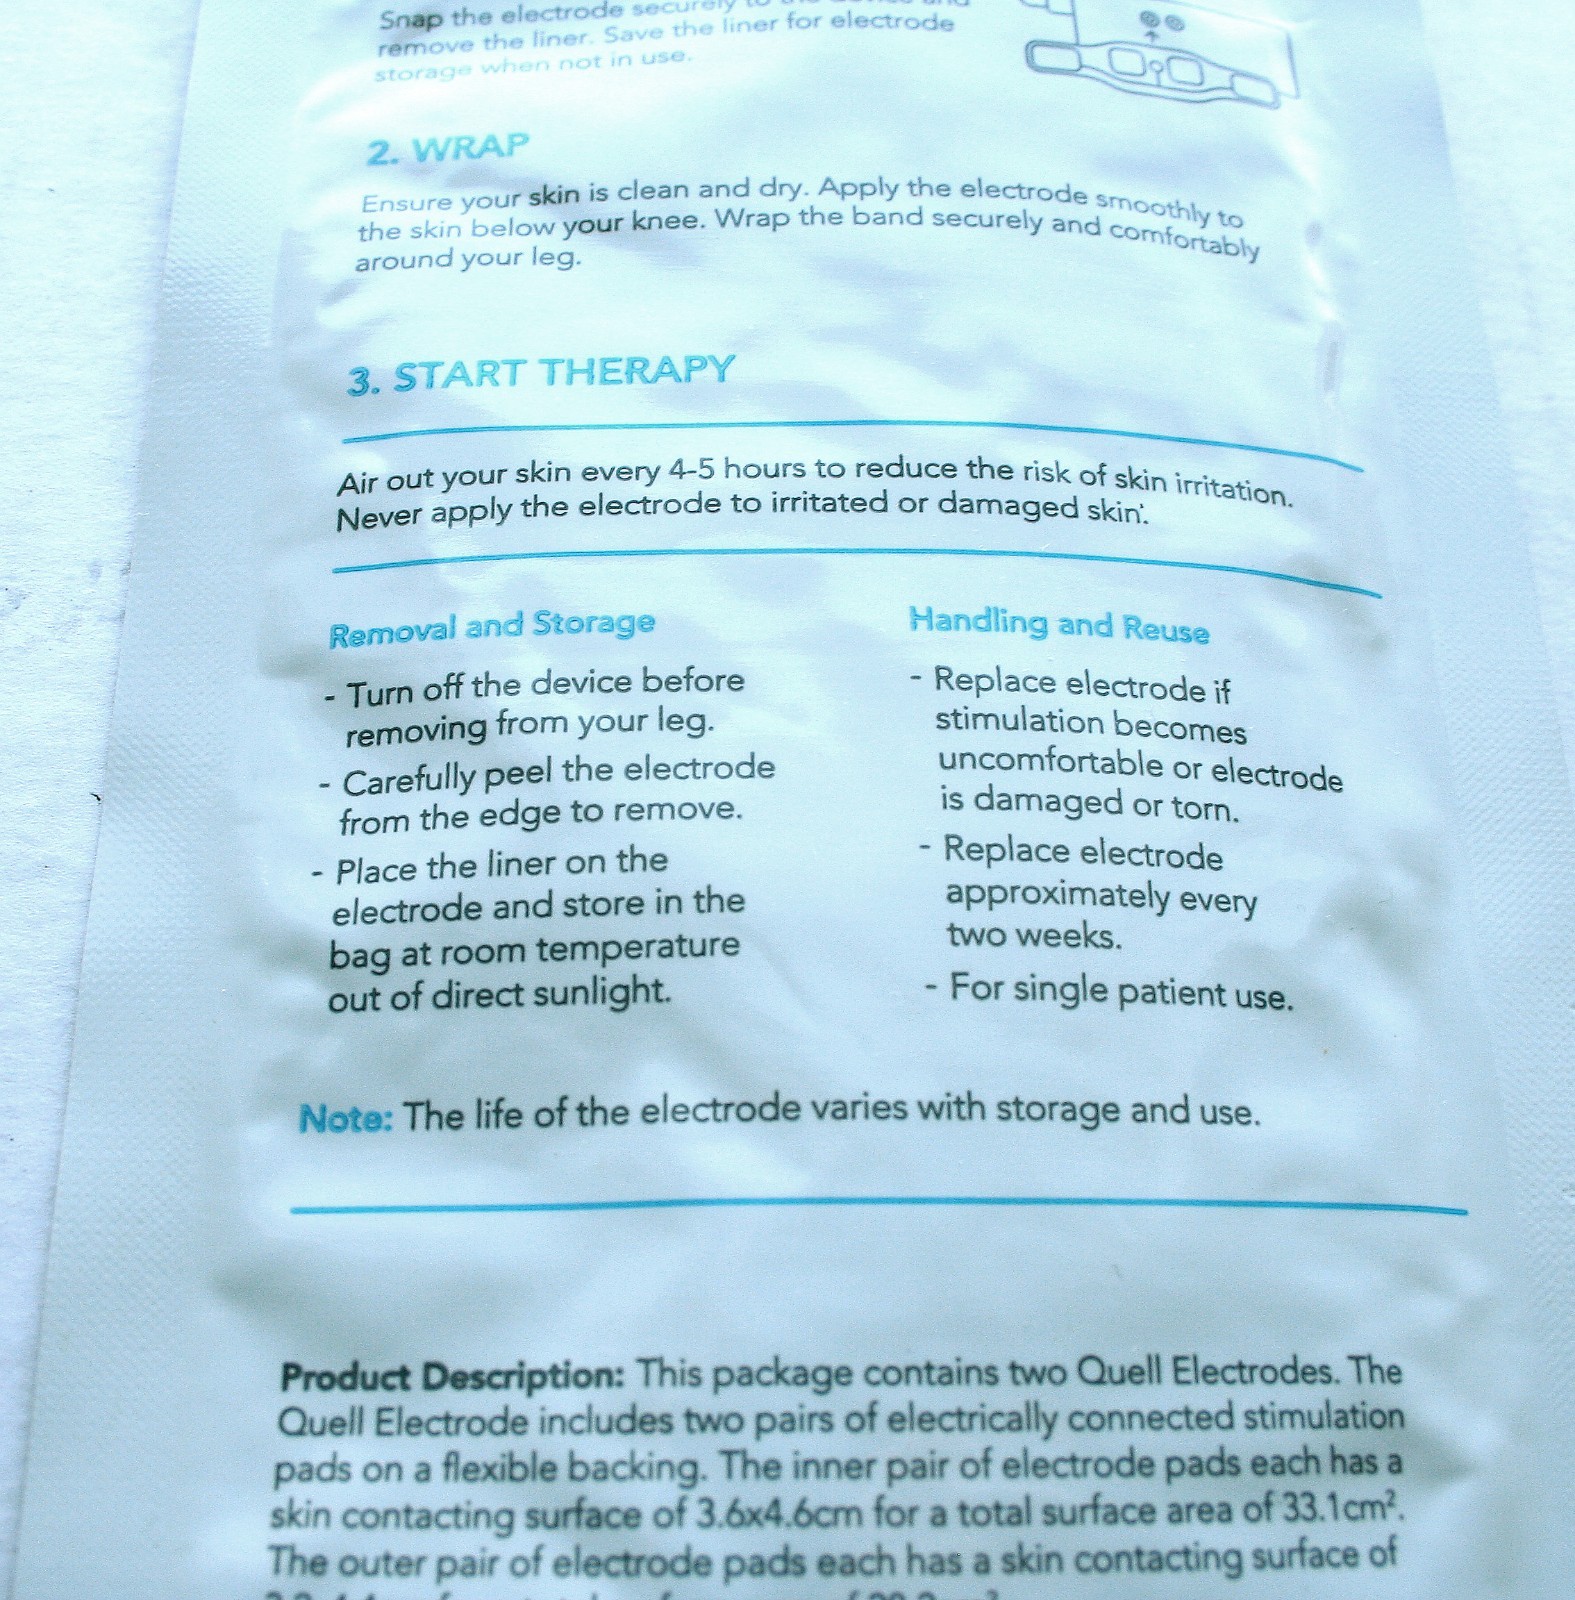 Snap the electrode securely to the device and
remove the liner. Save the liner for electrode
storage when not in use.
2. WRAP
Ensure your skin is clean and dry. Apply the electrode smoothly to
the skin below your knee. Wrap the band securely and comfortably
around your leg.
3. START THERAPY
Air out your skin every 4-5 hours to reduce the risk of skin irritation.
Never apply the electrode to irritated or damaged skin.
Removal and Storage
- Turn off the device before
removing from your leg.
- Carefully peel the electrode
from the edge to remove.
- Place the liner on the
electrode and store in the
bag at room temperature
out of direct sunlight.
Handling and Reuse
- Replace electrode if
stimulation becomes
uncomfortable or electrode
is damaged or torn.
- Replace electrode
approximately every
two weeks.
- For single patient use.
Note: The life of the electrode varies with storage and use.
Product Description: This package contains two Quell Electrodes. The
Quell Electrode includes two pairs of electrically connected stimulation
pads on a flexible backing. The inner pair of electrode pads each has a
skin contacting surface of 3.6x4.6cm for a total surface area of 33.1cm².
The outer pair of electrode pads each has a skin contacting surface of